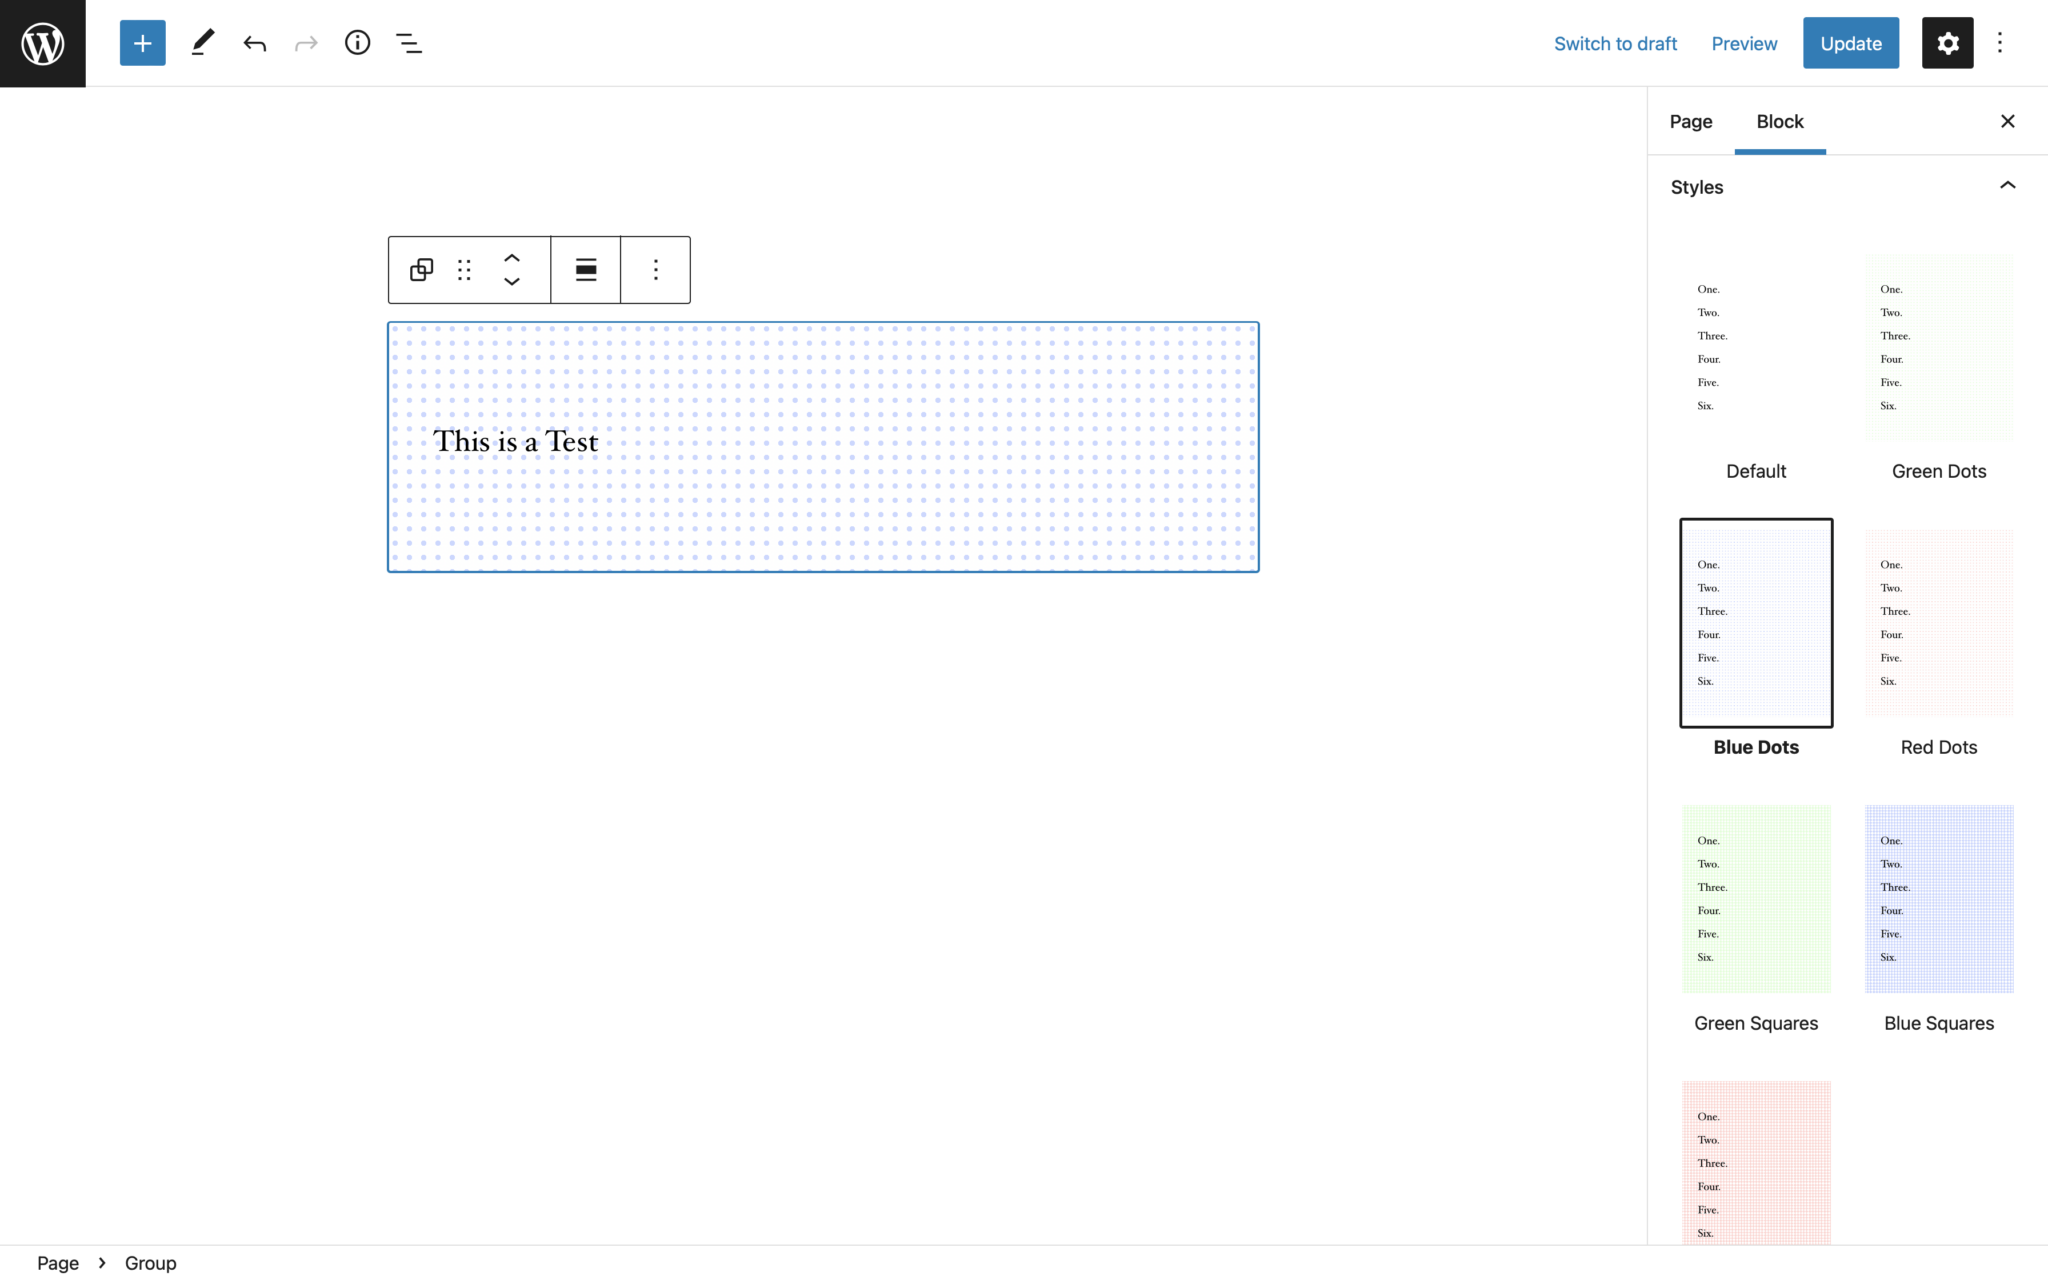 Switch to draft
Preview
Update
Page
Block
Styles
This is a Test
One.
Two.
Three.
Four.
Five.
Six.
Default
One.
Two.
Three.
Four.
Five.
Six.
Green Dots
One.
Two.
Three.
Four.
Five.
Six.
Blue Dots
One.
Two.
Three.
Four.
Five.
Six.
Red Dots
One.
Two.
Three.
Four.
Five.
Six.
Green Squares
One.
Two.
Three.
Four.
Five.
Six.
Blue Squares
One.
Two.
Three.
Four.
Five.
Six.
Page
Group